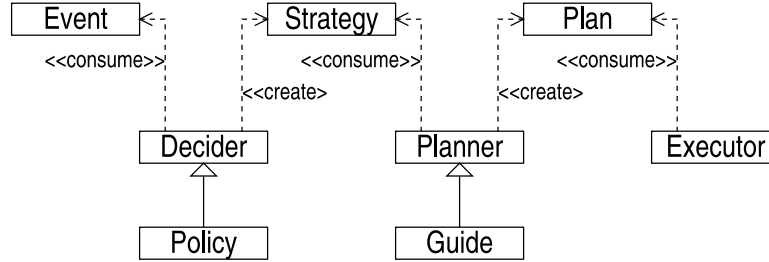 Event
Strategy
Plan
<<consume>>
<<consume>>
<<consume>>
<<create>
<<create>
Decider
Planner
Executor
Policy
Guide